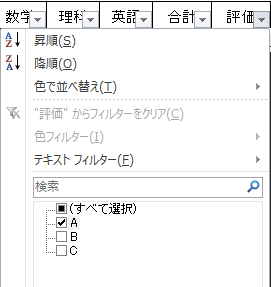 数学 理科 英語 合計 評価
昇順(S)
降順(O)
色で並べ替え(T)
"評価" からフィルターをクリア(C)
色フィルター(I)
テキスト フィルター(F)
検索
(すべて選択)
A
B
C